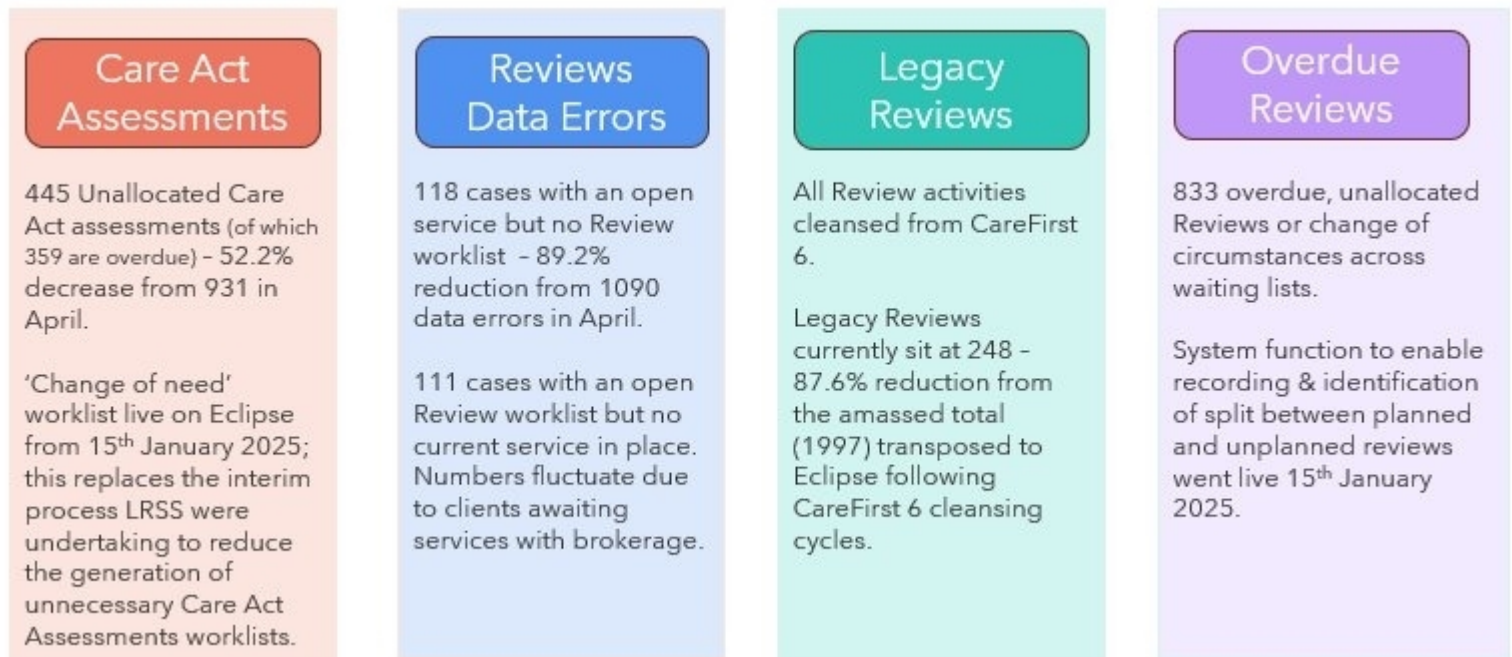 Care Act
Assessments
445 Unallocated Care
Act assessments (of which
359 are overdue) – 52.2%
decrease from 931 in
April.
‘Change of need’
worklist live on Eclipse
from 15th January 2025;
this replaces the interim
process LRSS were
undertaking to reduce
the generation of
unnecessary Care Act
Assessments worklists.
Reviews
Data Errors
118 cases with an open
service but no Review
worklist – 89.2%
reduction from 1090
data errors in April.
111 cases with an open
Review worklist but no
current service in place.
Numbers fluctuate due
to clients awaiting
services with brokerage.
Legacy
Reviews
All Review activities
cleansed from CareFirst
6.
Legacy Reviews
currently sit at 248 –
87.6% reduction from
the amassed total
(1997) transposed to
Eclipse following
CareFirst 6 cleansing
cycles.
Overdue
Reviews
833 overdue, unallocated
Reviews or change of
circumstances across
waiting lists.
System function to enable
recording & identification
of split between planned
and unplanned reviews
went live 15th January
2025.